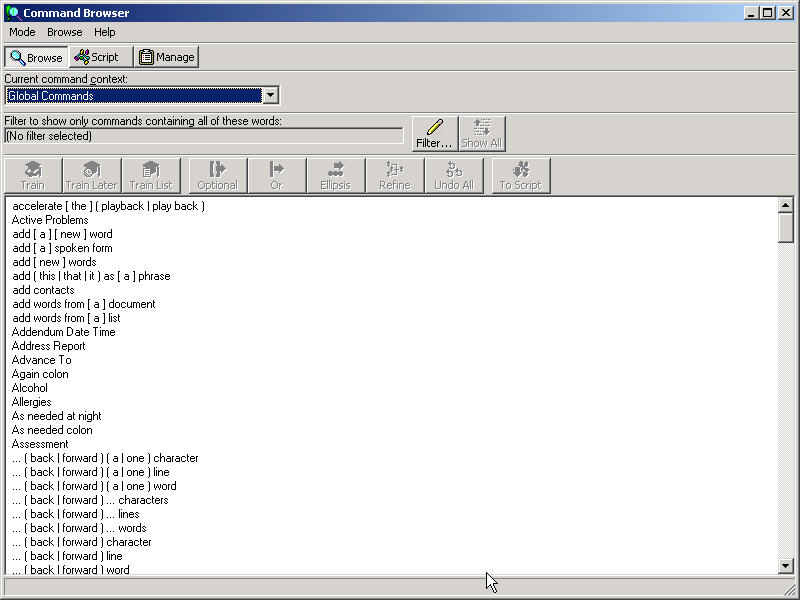 Command Browser
Mode Browse Help
Browse Script Manage
Current command context:
Global Commands
Filter to show only commands containing all of these words:
(No filter selected)
Filter... Show All
Train Train Later Train List Optional Or Ellipsis Refine Undo All To Script
accelerate [ the ] ( playback | play back )
Active Problems
add [ a ] [ new ] word
add [ a ] spoken form
add [ new ] words
add ( this | that | it ) as [ a ] phrase
add contacts
add words from [ a ] document
add words from [ a ] list
Addendum Date Time
Address Report
Advance To
Again colon
Alcohol
Allergies
As needed at night
As needed colon
Assessment
... ( back | forward ) ( a | one ) character
... ( back | forward ) ( a | one ) line
... ( back | forward ) ( a | one ) word
... ( back | forward ) ... characters
... ( back | forward ) ... lines
... ( back | forward ) ... words
... ( back | forward ) character
... ( back | forward ) line
... ( back | forward ) word